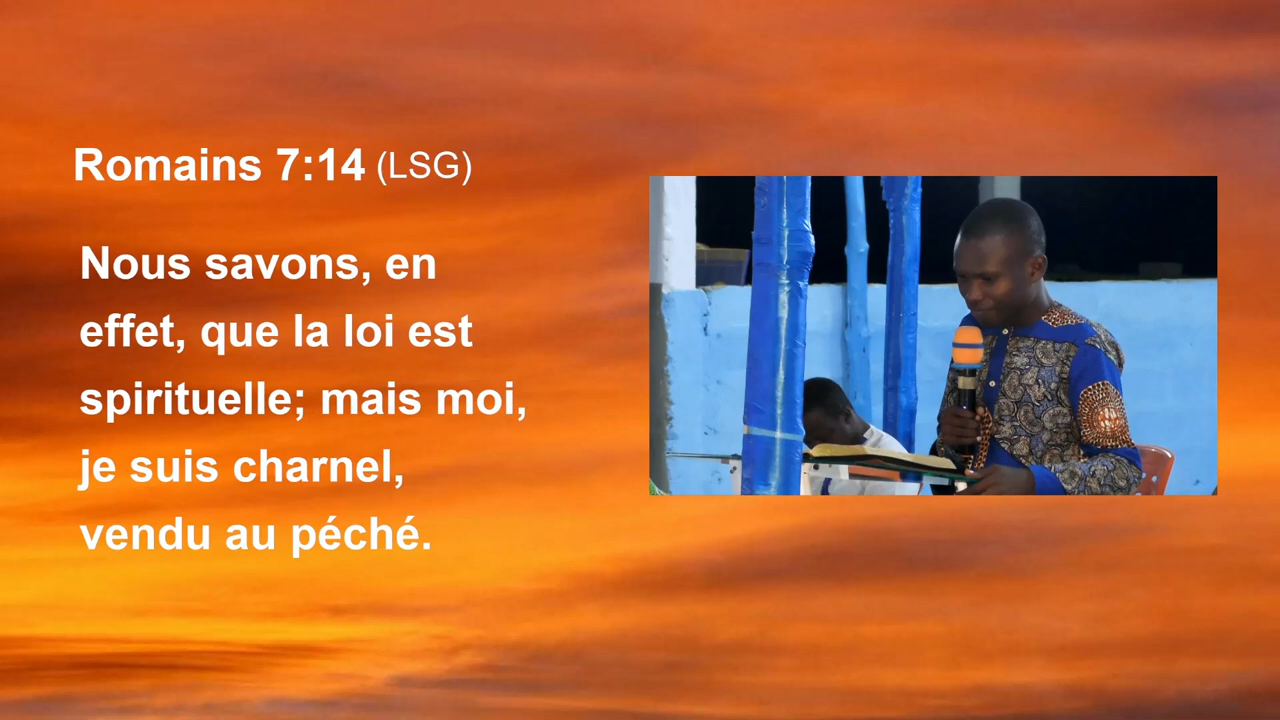 Romains 7:14 (LSG)
Nous savons, en
effet, que la loi est
spirituelle; mais moi,
je suis charnel,
vendu au péché.